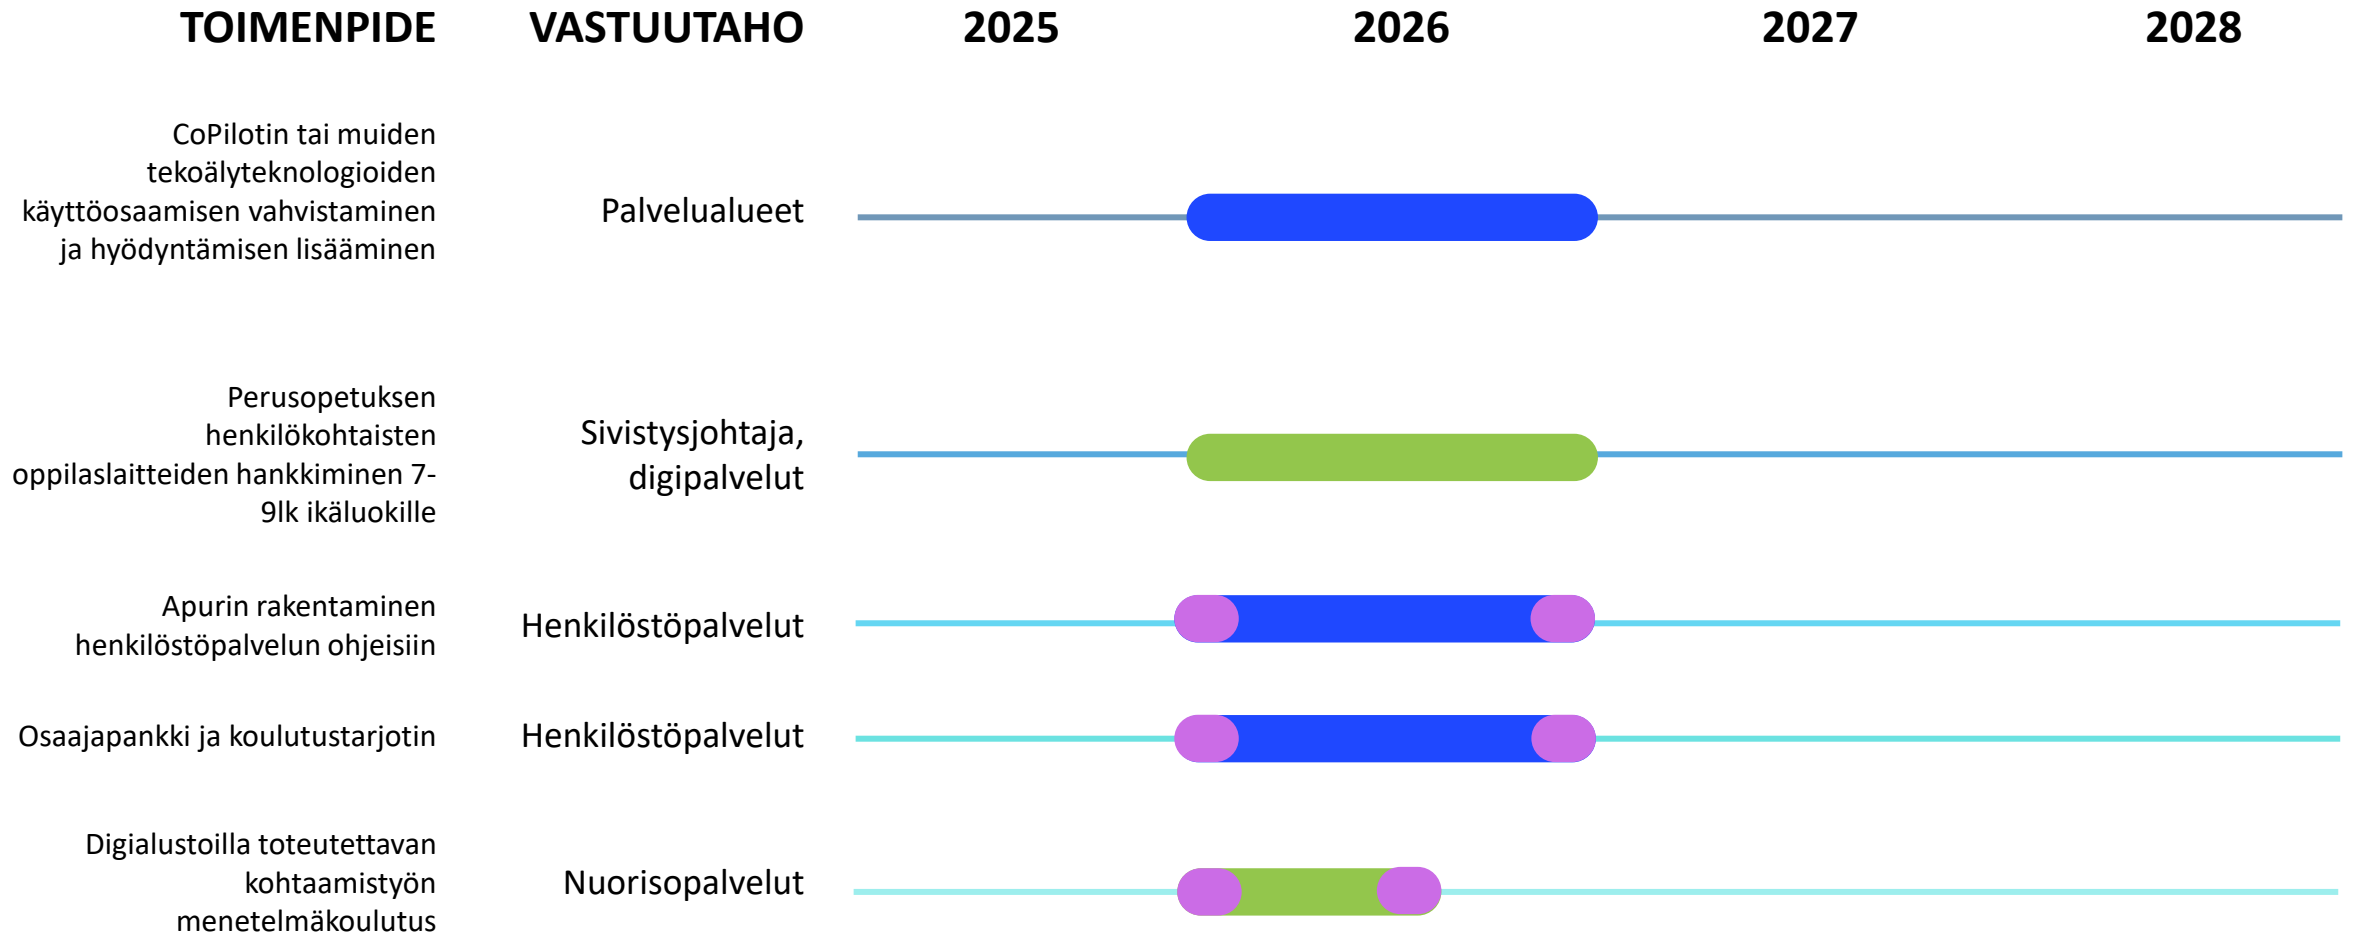 TOIMENPIDE VASTUUTAHO 2025 2026 2027 2028
CoPilotin tai muiden
tekoälyteknologioiden
käyttöosaamisen vahvistaminen
ja hyödyntämisen lisääminen
Palvelualueet
Perusopetuksen
henkilökohtaisten
oppilaslaitteiden hankkiminen 7-
9lk ikäluokille
Sivistysjohtaja,
digipalvelut
Apurin rakentaminen
henkilöstöpalvelun ohjeisiin
Henkilöstöpalvelut
Osaajapankki ja koulutustarjotin
Henkilöstöpalvelut
Digialustoilla toteutettavan
kohtaamistyön
menetelmäkoulutus
Nuorisopalvelut